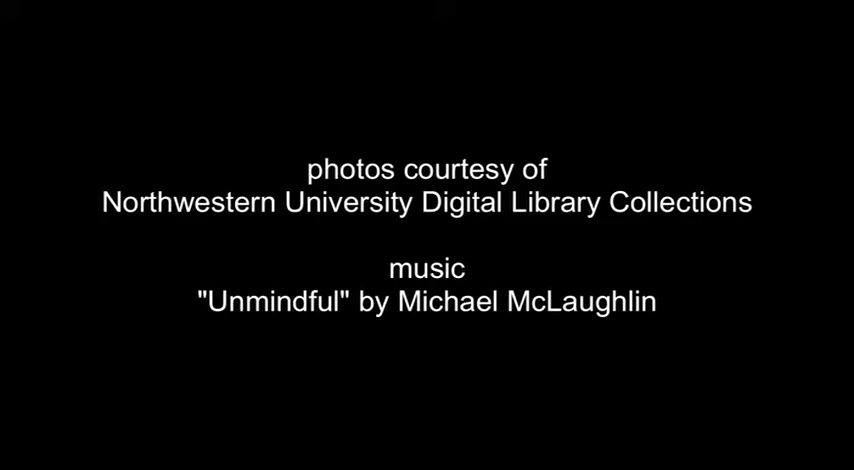 photos courtesy of
Northwestern University Digital Library Collections
music
"Unmindful" by Michael McLaughlin